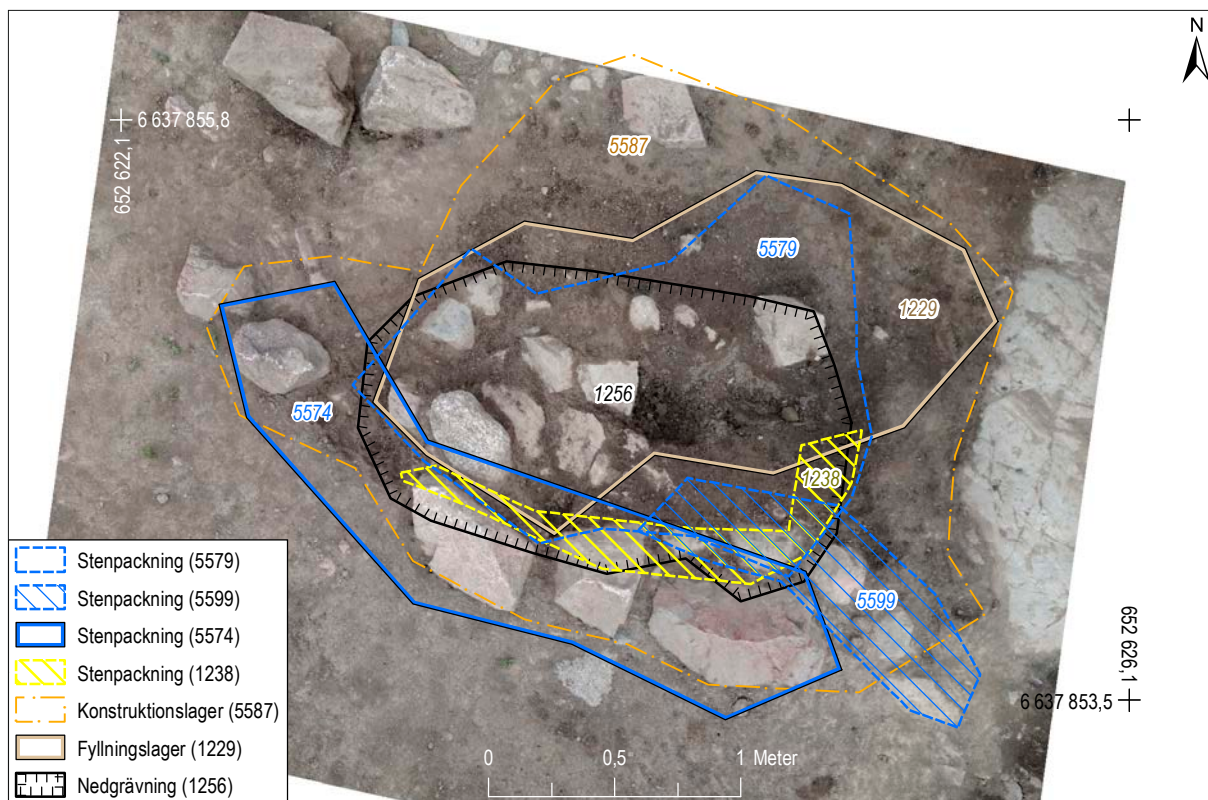 N
6 637 855,8
652 622,1
5587
5579
1229
1256
5574
1238
5599
652 626,1
6 637 853,5
Stenpackning (5579)
Stenpackning (5599)
Stenpackning (5574)
Stenpackning (1238)
Konstruktionslager (5587)
Fyllningslager (1229)
Nedgrävning (1256)
0 0,5 1 Meter